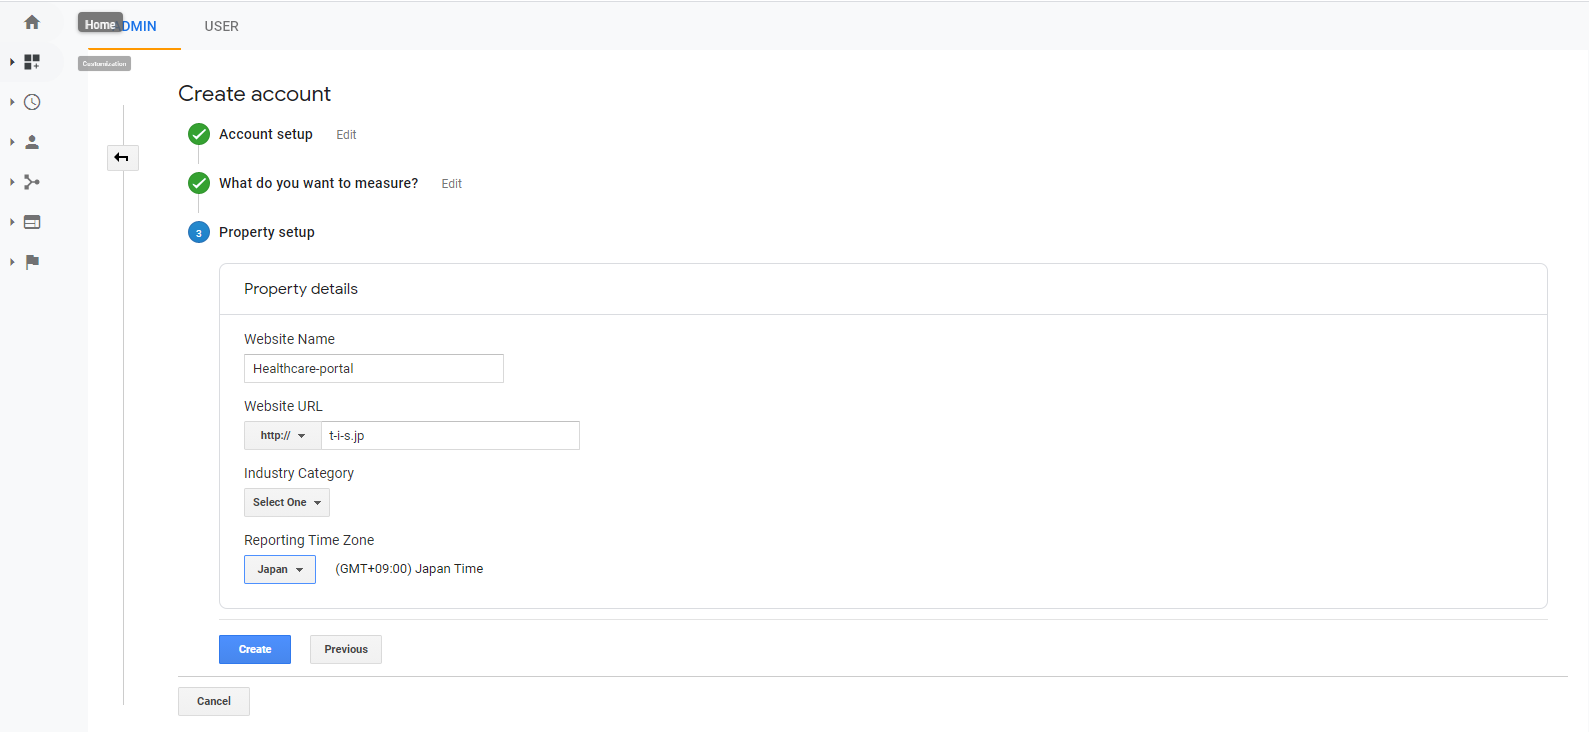 Home
DMIN
USER
Customization
Create account
Account setup Edit
What do you want to measure? Edit
3 Property setup
Property details
Website Name
Healthcare-portal
Website URL
http:// t-i-s.jp
Industry Category
Select One
Reporting Time Zone
Japan (GMT+09:00) Japan Time
Create Previous
Cancel